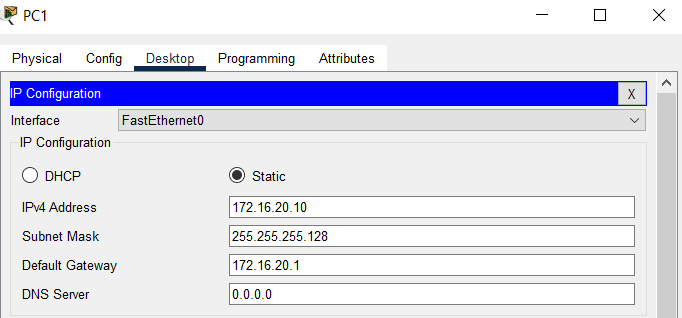 PC1
Physical Config Desktop Programming Attributes
IP Configuration X
Interface FastEthernet0
IP Configuration
DHCP Static
IPv4 Address 172.16.20.10
Subnet Mask 255.255.255.128
Default Gateway 172.16.20.1
DNS Server 0.0.0.0